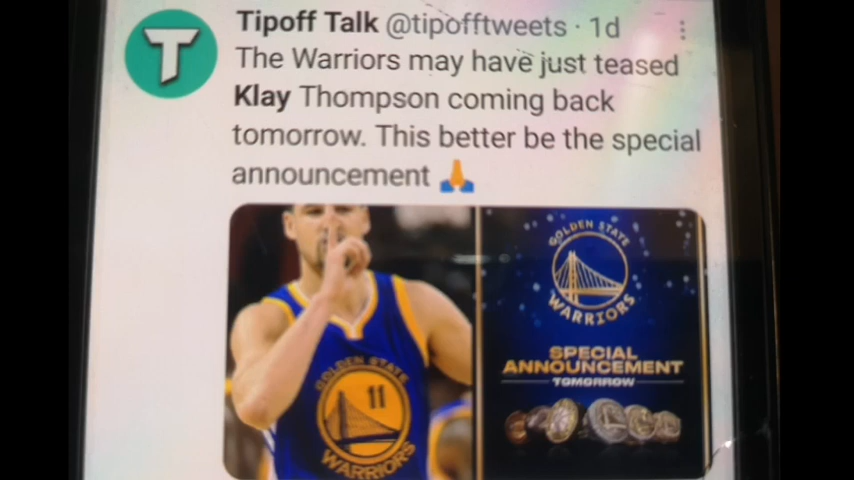 Tipoff Talk @tipofftweets · 1d
The Warriors may have just teased
Klay Thompson coming back
tomorrow. This better be the special
announcement 🙏
T
GOLDEN STATE
11
WARRIORS
GOLDEN STATE
WARRIORS
SPECIAL
ANNOUNCEMENT
TOMORROW